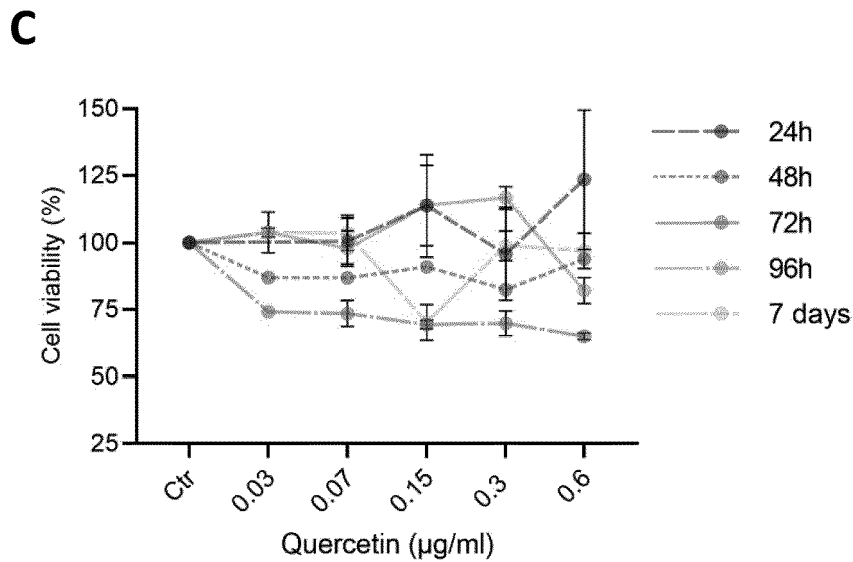 C
150
125
100
75
50
25
Cell viability (%)
Ctr
0.03
0.07
0.15
0.3
0.6
Quercetin (µg/ml)
24h
48h
72h
96h
7 days